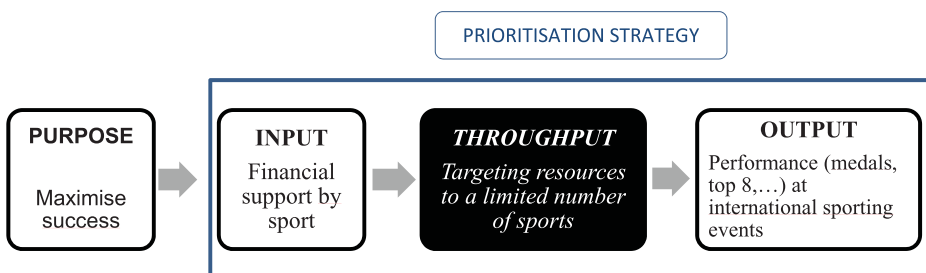 PRIORITISATION STRATEGY
PURPOSE
Maximise
success
INPUT
Financial
support by
sport
THROUGHPUT
Targeting resources
to a limited number
of sports
OUTPUT
Performance (medals,
top 8,…) at
international sporting
events